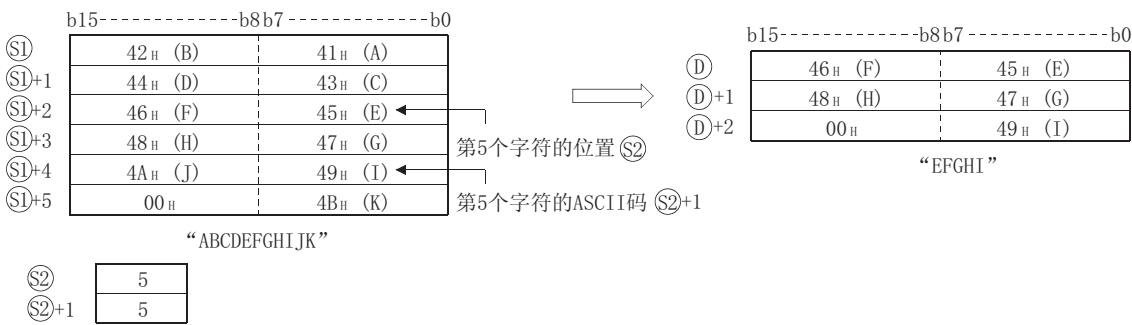 b15 b8 b7 b0
S1 42H (B) 41H (A)
S1+1 44H (D) 43H (C)
S1+2 46H (F) 45H (E)
S1+3 48H (H) 47H (G)
S1+4 4AH (J) 49H (I)
S1+5 00H 4BH (K)
“ABCDEFGHIJK”
第5个字符的位置 S2
第5个字符的ASCII码 S2+1
b15 b8 b7 b0
D 46H (F) 45H (E)
D+1 48H (H) 47H (G)
D+2 00H 49H (I)
“EFGHI”
S2 5
S2+1 5